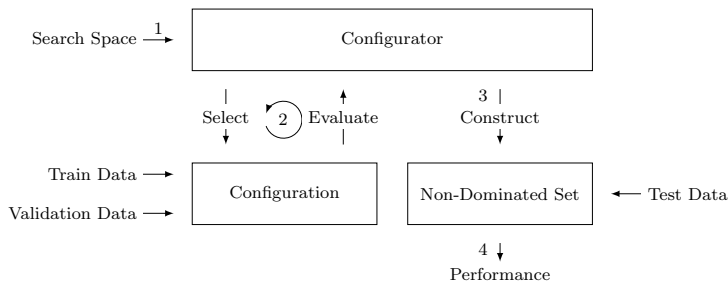 1
Search Space
Configurator
3
Select
2
Evaluate
Construct
Train Data
Validation Data
Configuration
Non-Dominated Set
Test Data
4
Performance